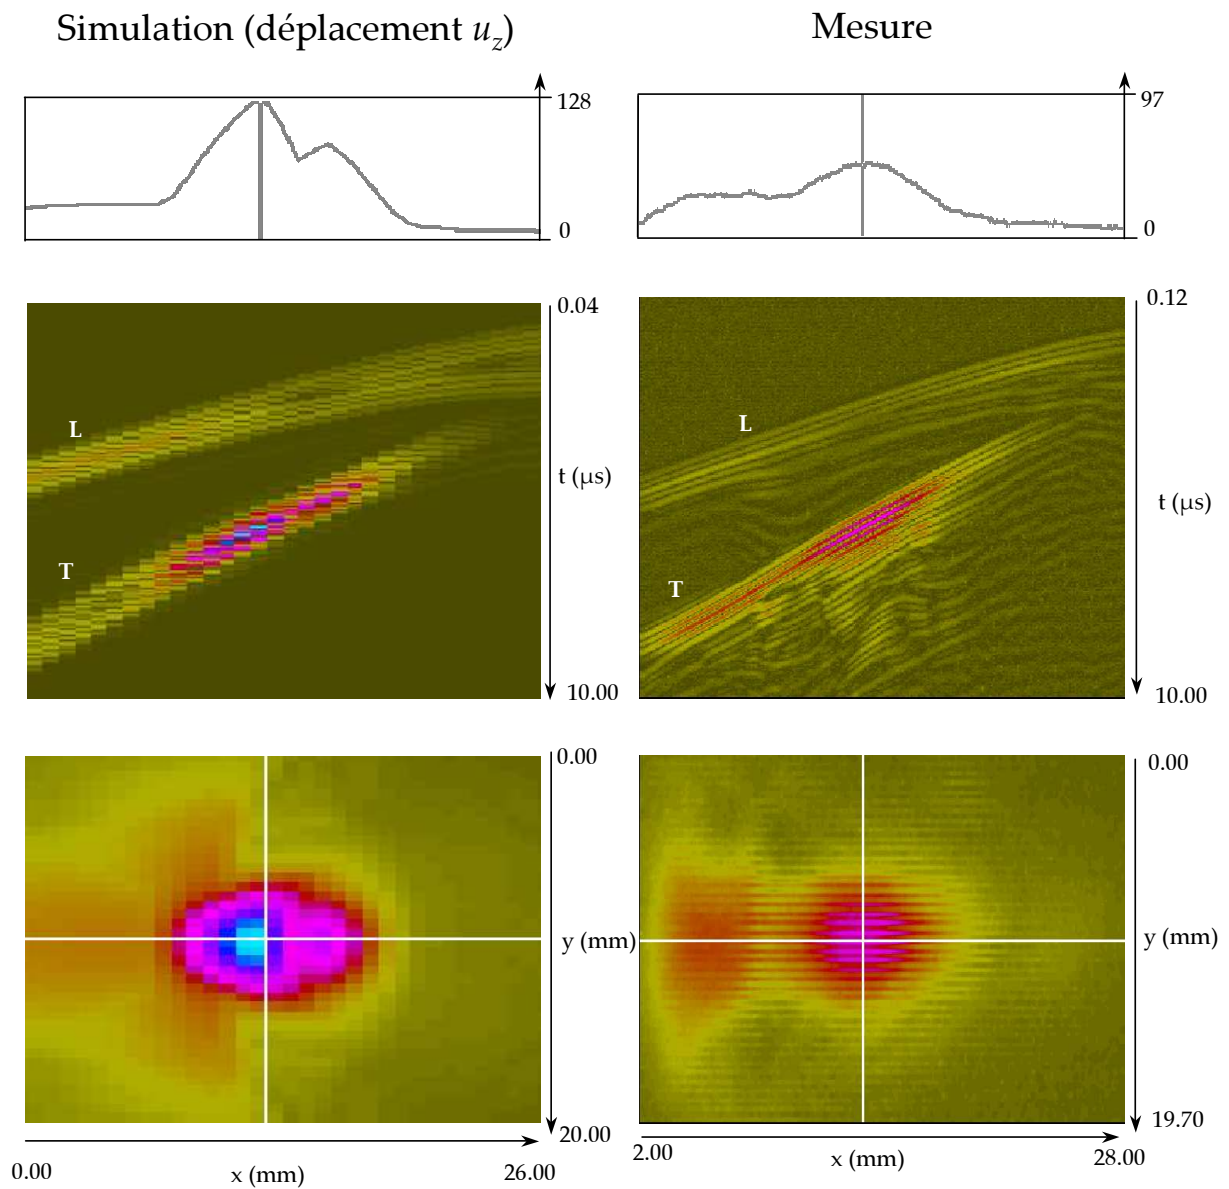 Simulation (déplacement u_z)
Mesure
128
0
97
0
0.04
L
T
t (µs)
10.00
0.12
L
T
t (µs)
10.00
0.00
y (mm)
20.00
0.00
x (mm)
26.00
0.00
y (mm)
19.70
2.00
x (mm)
28.00